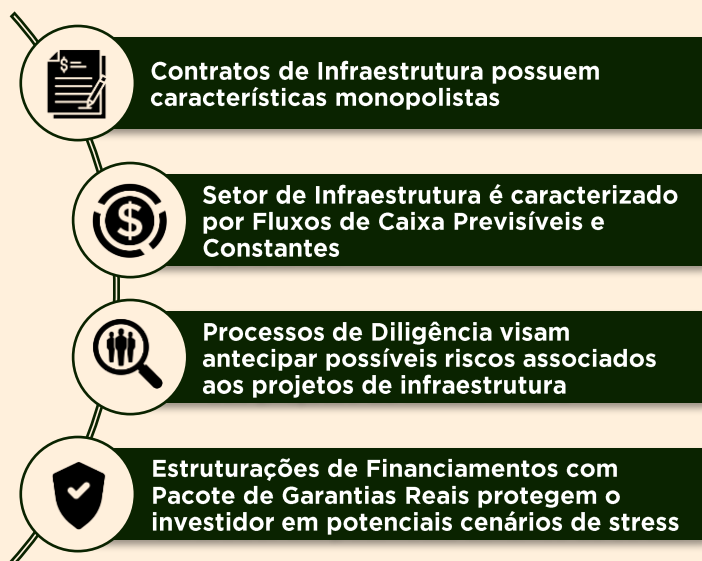 $=
Contratos de Infraestrutura possuem
características monopolistas
$
Setor de Infraestrutura é caracterizado
por Fluxos de Caixa Previsíveis e
Constantes
Processos de Diligência visam
antecipar possíveis riscos associados
aos projetos de infraestrutura
Estruturações de Financiamentos com
Pacote de Garantias Reais protegem o
investidor em potenciais cenários de stress